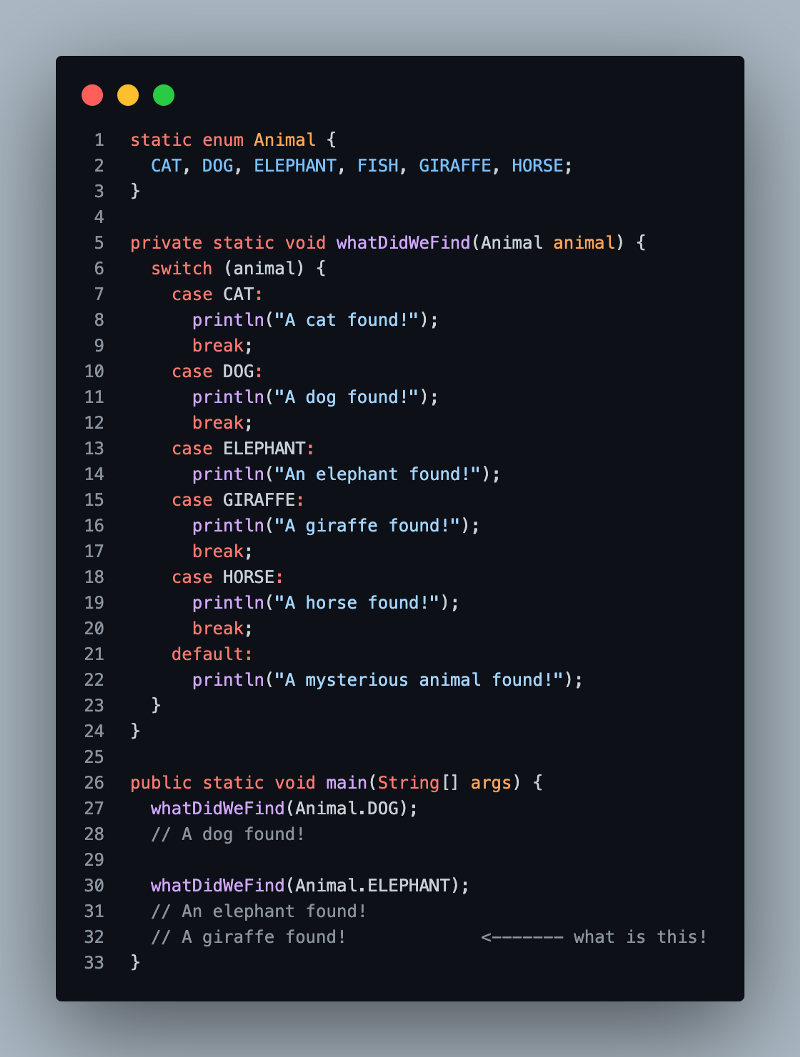 1 static enum Animal {
2 CAT, DOG, ELEPHANT, FISH, GIRAFFE, HORSE;
3 }
4
5 private static void whatDidWeFind(Animal animal) {
6 switch (animal) {
7 case CAT:
8 println("A cat found!");
9 break;
10 case DOG:
11 println("A dog found!");
12 break;
13 case ELEPHANT:
14 println("An elephant found!");
15 case GIRAFFE:
16 println("A giraffe found!");
17 break;
18 case HORSE:
19 println("A horse found!");
20 break;
21 default:
22 println("A mysterious animal found!");
23 }
24 }
25
26 public static void main(String[] args) {
27 whatDidWeFind(Animal.DOG);
28 // A dog found!
29
30 whatDidWeFind(Animal.ELEPHANT);
31 // An elephant found!
32 // A giraffe found! <------- what is this!
33 }